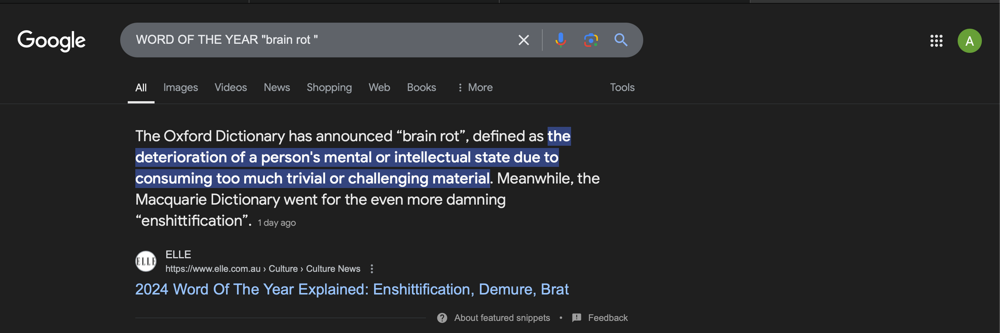 Google
WORD OF THE YEAR "brain rot "
A
All Images Videos News Shopping Web Books More Tools
The Oxford Dictionary has announced “brain rot”, defined as the
deterioration of a person's mental or intellectual state due to
consuming too much trivial or challenging material. Meanwhile, the
Macquarie Dictionary went for the even more damning
“enshittification”. 1 day ago
ELLE
ELLE
https://www.elle.com.au › Culture › Culture News
2024 Word Of The Year Explained: Enshittification, Demure, Brat
About featured snippets • Feedback